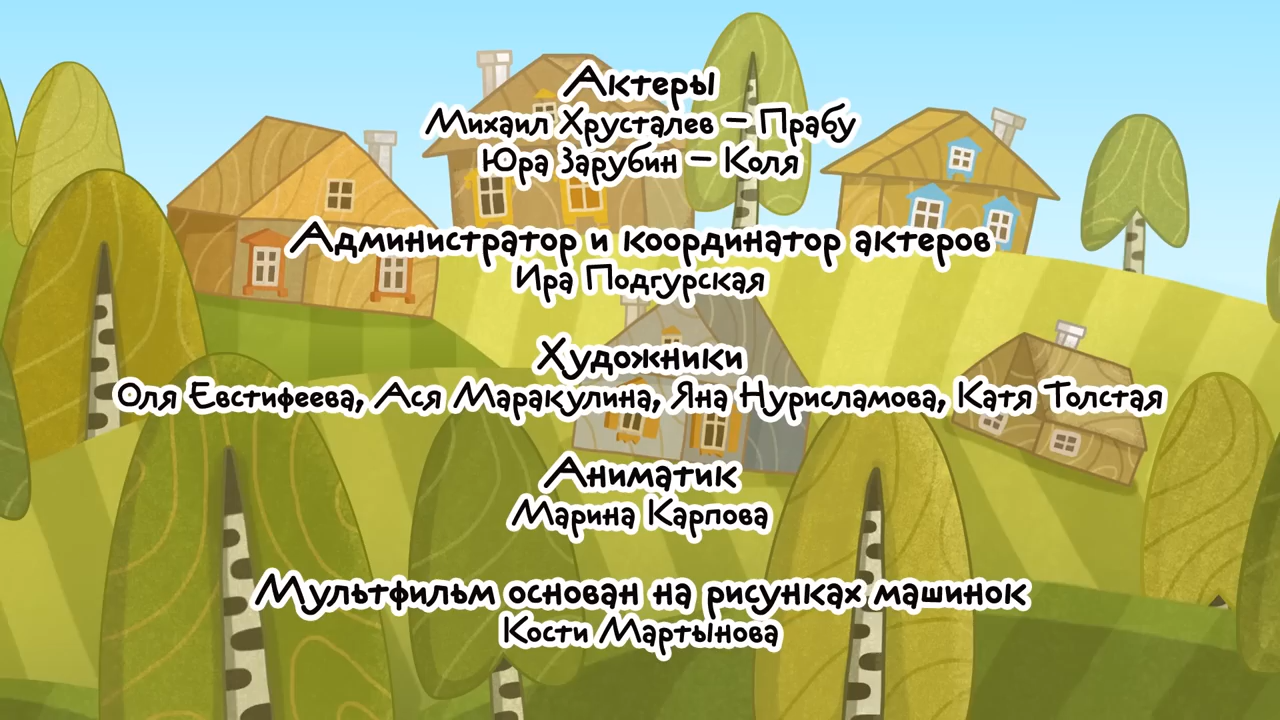 Актеры
Михаил Хрусталев – Прабу
Юра Зарубин – Коля
Администратор и координатор актеров
Ира Подгурская
Художники
Оля Евстифеева, Ася Маракулина, Яна Нурисламова, Катя Толстая
Аниматик
Марина Карпова
Мультфильм основан на рисунках машинок
Кости Мартынова